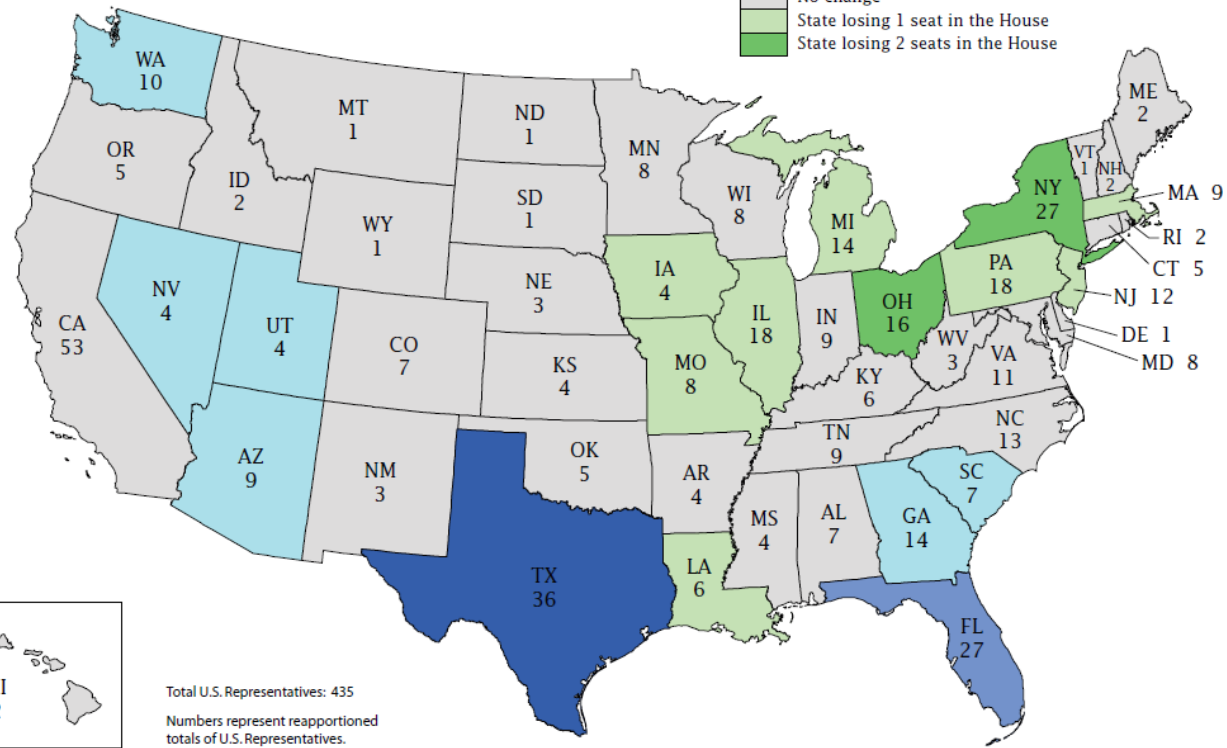 No change
State losing 1 seat in the House
State losing 2 seats in the House
WA
10
MT
1
ND
1
MN
8
ME
2
OR
5
ID
2
SD
1
WI
8
VT
1
NH
2
NY
27
MA 9
WY
1
MI
14
RI 2
IA
4
PA
18
CT 5
NE
3
NV
4
NJ 12
UT
4
CA
53
CO
7
IL
18
IN
9
OH
16
DE 1
MD 8
WV
3
VA
11
KS
4
MO
8
KY
6
NC
13
TN
9
AZ
9
NM
3
OK
5
AR
4
SC
7
MS
4
AL
7
GA
14
TX
36
LA
6
FL
27
Total U.S. Representatives: 435
Numbers represent reapportioned
totals of U.S. Representatives.